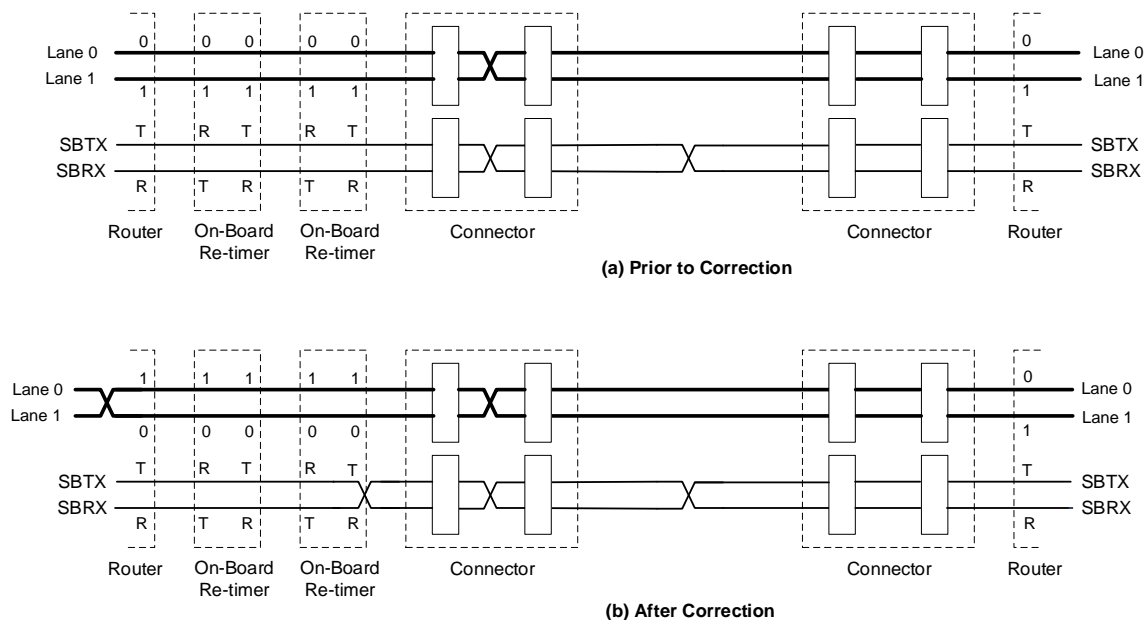 0 0 0 0 0 0
Lane 0 Lane 0
Lane 1 Lane 1
1 1 1 1 1 1
T R T R T T
SBTX SBTX
SBRX SBRX
R T R T R R
Router On-Board Re-timer On-Board Re-timer Connector Connector Router
(a) Prior to Correction
1 1 1 1 1 0
Lane 0 Lane 0
Lane 1 Lane 1
0 0 0 0 0 1
T R T R T T
SBTX SBTX
SBRX SBRX
R T R T R R
Router On-Board Re-timer On-Board Re-timer Connector Connector Router
(b) After Correction